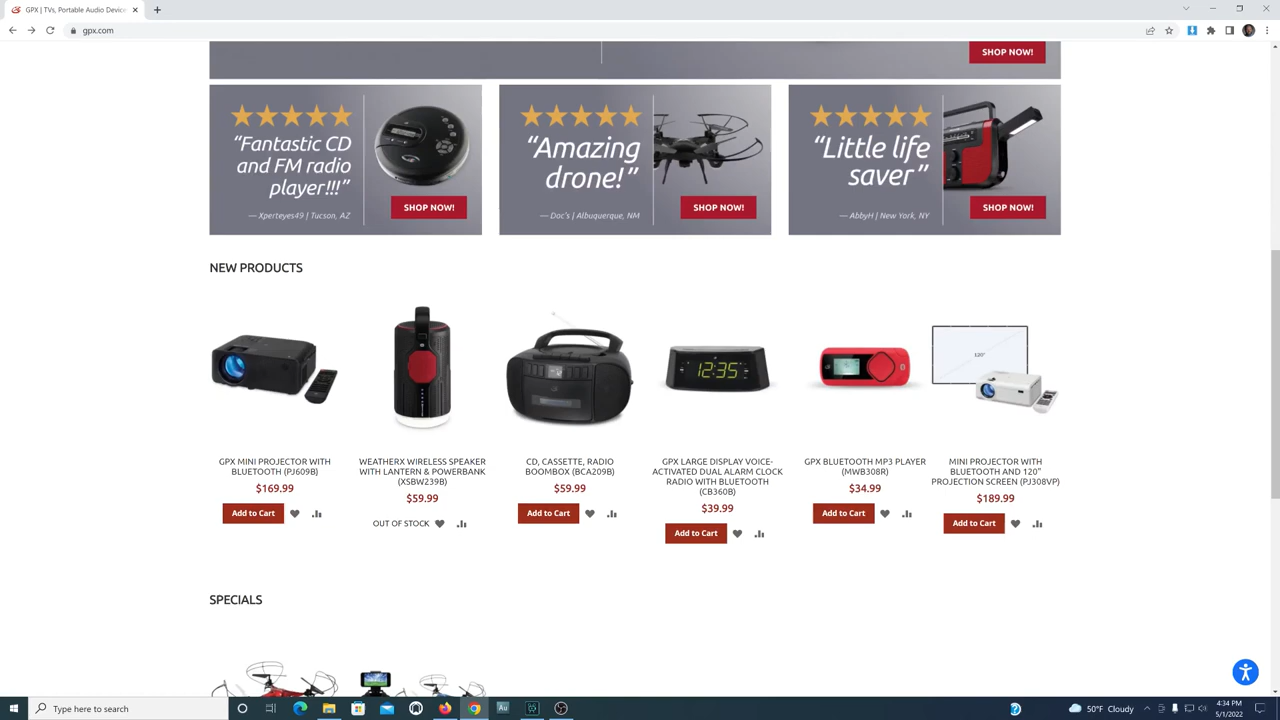 GPX | TVs, Portable Audio Device
gpx.com
SHOP NOW!
“Fantastic CD
and FM radio
player!!!”
— Xperteyes49 | Tucson, AZ
SHOP NOW!
“Amazing
drone!”
— Doc's | Albuquerque, NM
SHOP NOW!
“Little life
saver”
— AbbyH | New York, NY
SHOP NOW!
NEW PRODUCTS
12:35
120"
GPX MINI PROJECTOR WITH
BLUETOOTH (PJ609B)
$169.99
Add to Cart
WEATHERX WIRELESS SPEAKER
WITH LANTERN & POWERBANK
(XSBW239B)
$59.99
OUT OF STOCK
CD, CASSETTE, RADIO
BOOMBOX (BCA209B)
$59.99
Add to Cart
GPX LARGE DISPLAY VOICE-
ACTIVATED DUAL ALARM CLOCK
RADIO WITH BLUETOOTH
(CB360B)
$39.99
Add to Cart
GPX BLUETOOTH MP3 PLAYER
(MWB308R)
$34.99
Add to Cart
MINI PROJECTOR WITH
BLUETOOTH AND 120"
PROJECTION SCREEN (PJ308VP)
$189.99
Add to Cart
SPECIALS
Type here to search
Au
50°F Cloudy
4:34 PM
5/1/2022